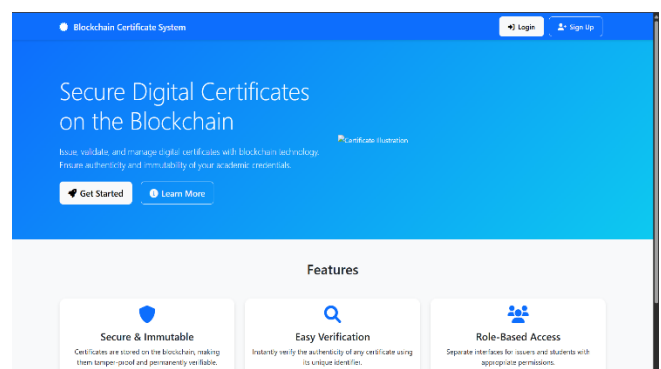 Blockchain Certificate System
Login
Sign Up
Secure Digital Certificates
on the Blockchain
Issue, validate, and manage digital certificates with blockchain technology.
Ensure authenticity and immutability of your academic credentials.
Certificate Illustration
Get Started
Learn More
Features
Secure & Immutable
Easy Verification
Role-Based Access
Certificates are stored on the blockchain, making
them tamper-proof and permanently verifiable.
Instantly verify the authenticity of any certificate using
its unique identifier.
Separate interfaces for issuers and students with
appropriate permissions.